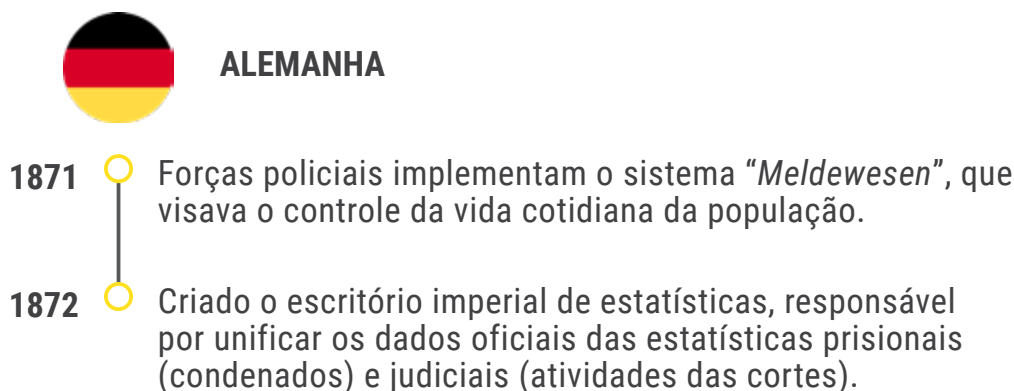 ALEMANHA
1871 Forças policiais implementam o sistema “Meldewesen”, que
visava o controle da vida cotidiana da população.
1872 Criado o escritório imperial de estatísticas, responsável
por unificar os dados oficiais das estatísticas prisionais
(condenados) e judiciais (atividades das cortes).